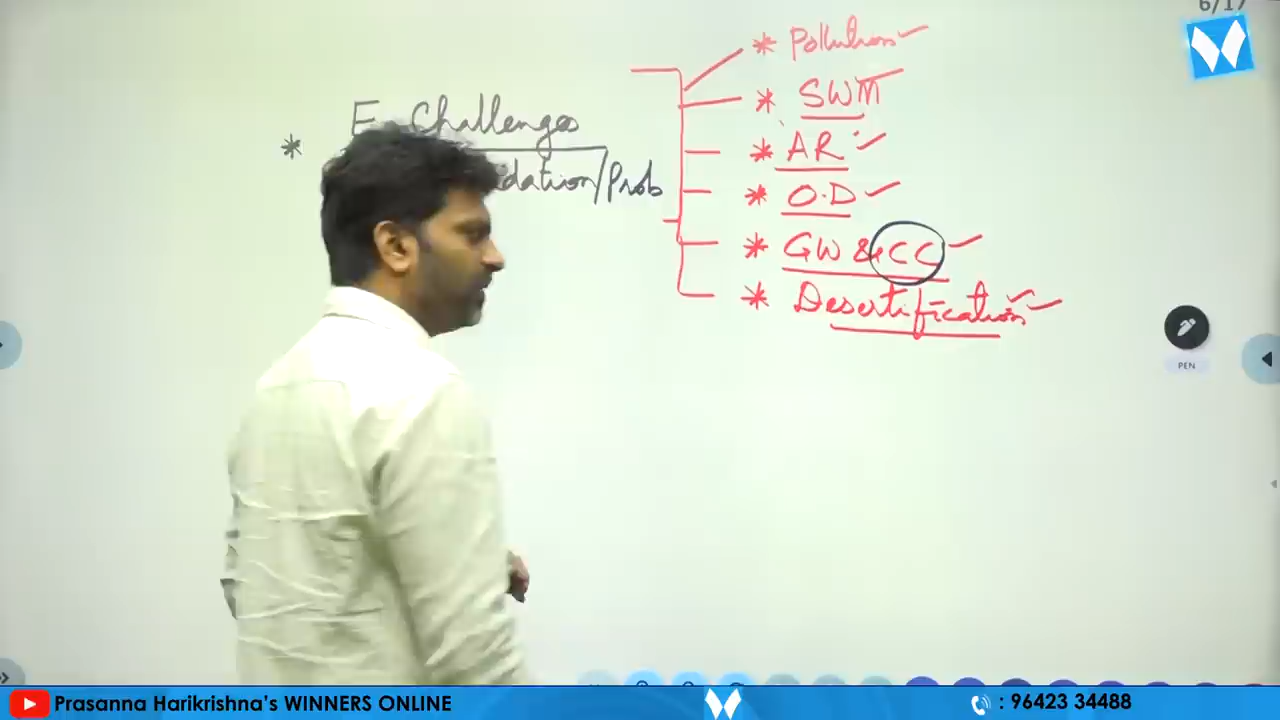 6/17
* E. Challenges
dation/Prob
* Pollution
* SWM
* AR
* O.D
* GW & CC
* Desertification
PEN
Prasanna Harikrishna's WINNERS ONLINE
: 96423 34488